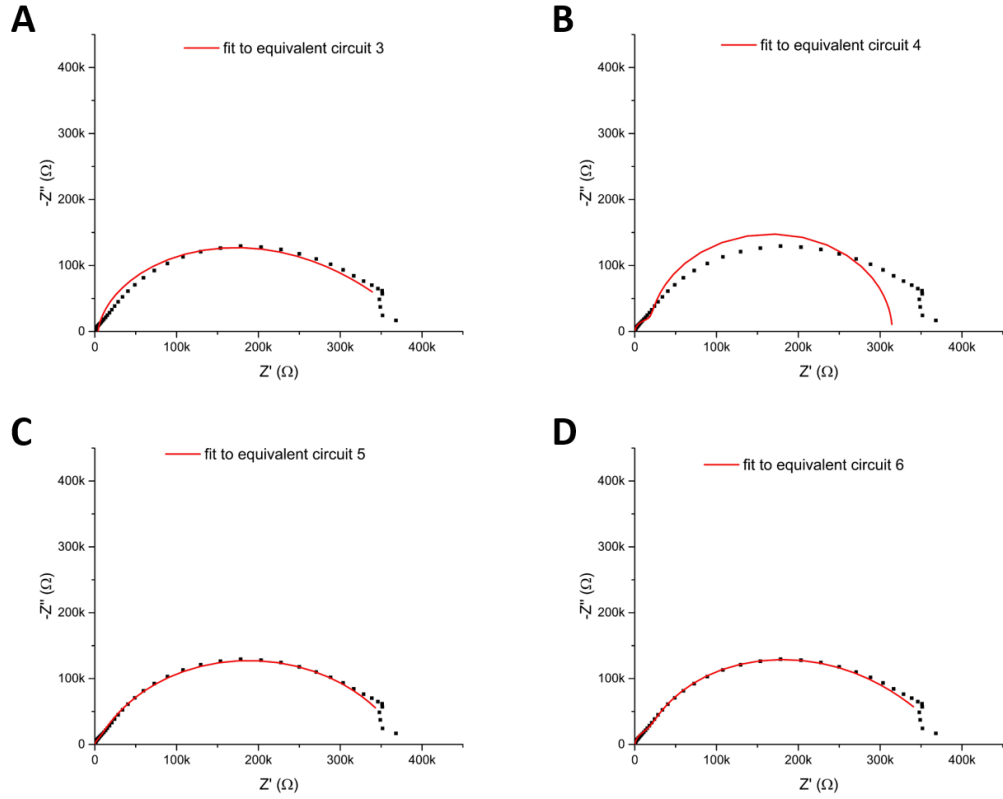 A
fit to equivalent circuit 3
400k
300k
200k
100k
0
0
100k
200k
300k
400k
-Z'' (Ω)
Z' (Ω)
B
fit to equivalent circuit 4
400k
300k
200k
100k
0
0
100k
200k
300k
400k
-Z'' (Ω)
Z' (Ω)
C
fit to equivalent circuit 5
400k
300k
200k
100k
0
0
100k
200k
300k
400k
-Z'' (Ω)
Z' (Ω)
D
fit to equivalent circuit 6
400k
300k
200k
100k
0
0
100k
200k
300k
400k
-Z'' (Ω)
Z' (Ω)